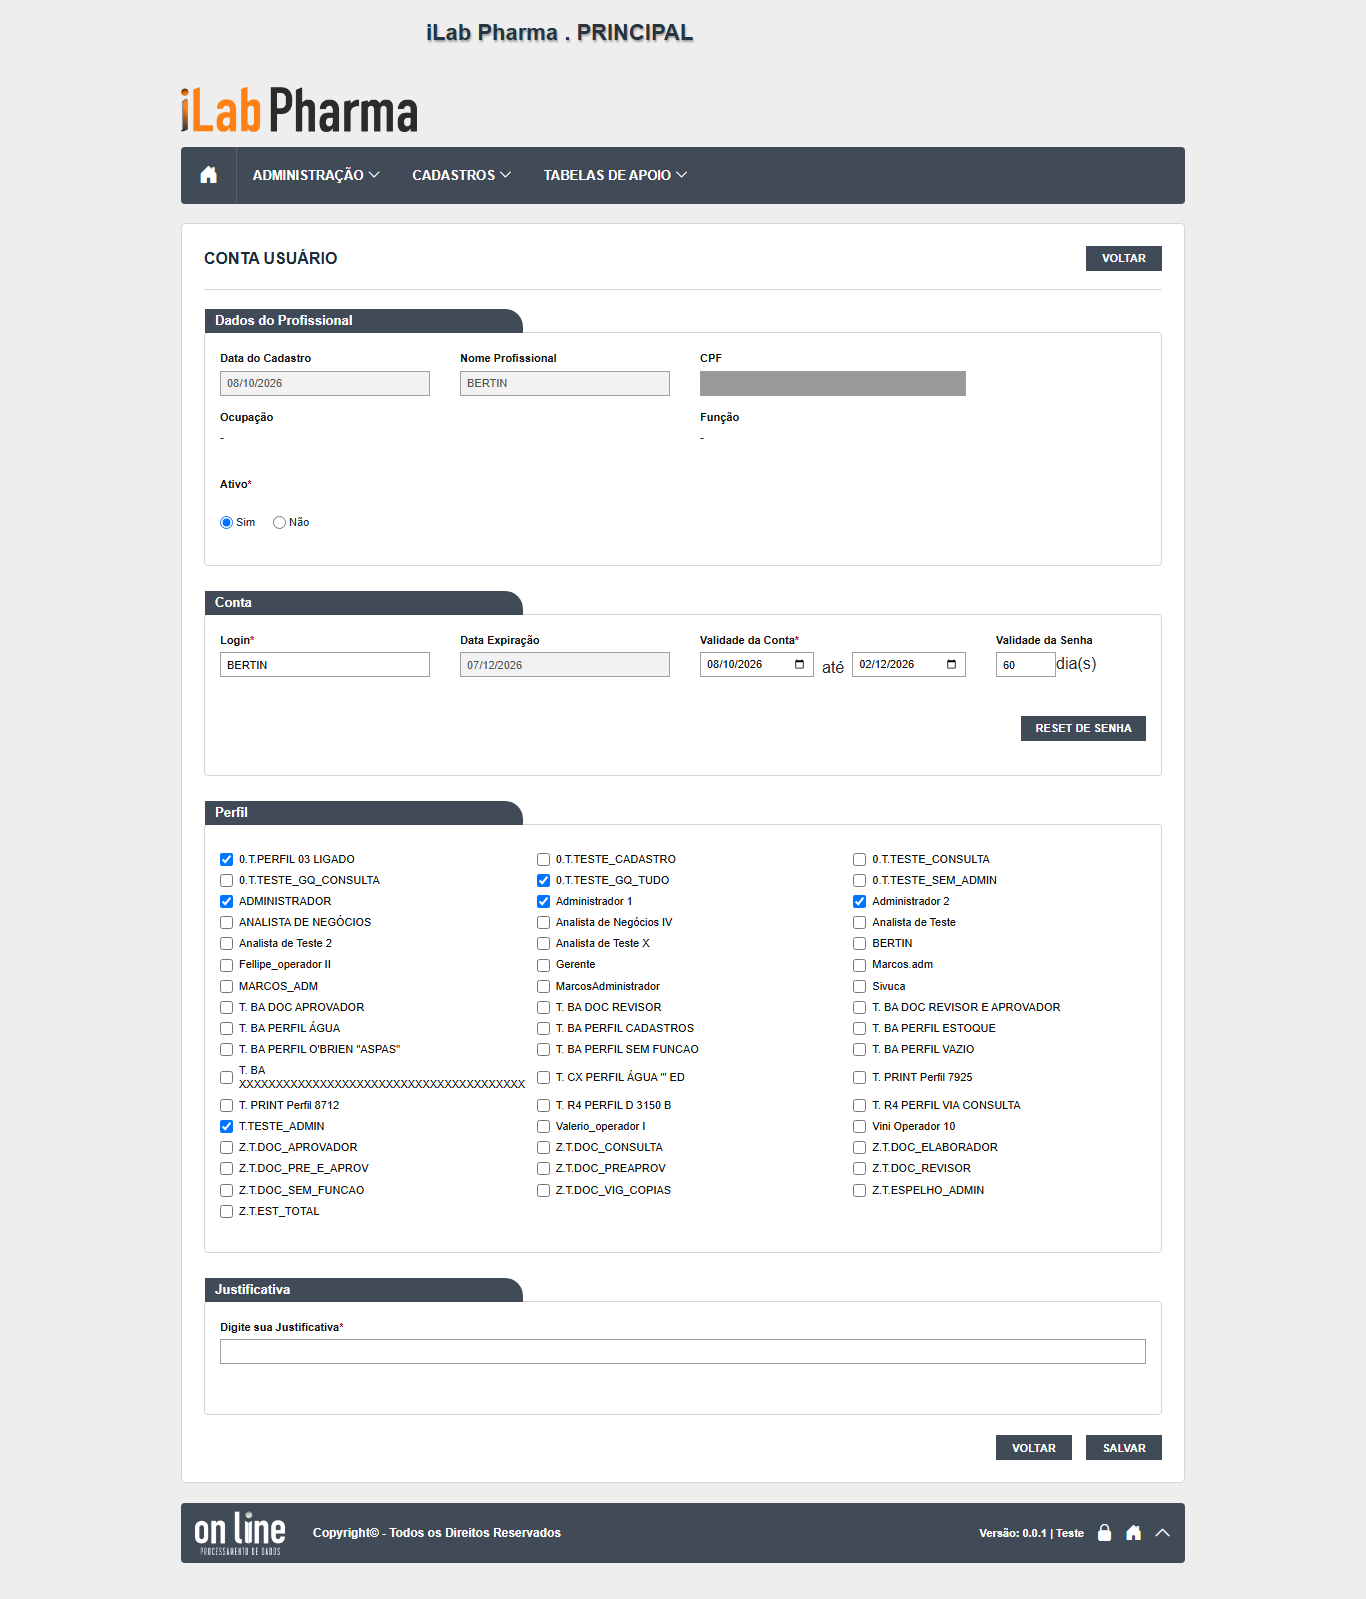 iLab Pharma . PRINCIPAL
iLab Pharma
ADMINISTRAÇÃO CADASTROS TABELAS DE APOIO
CONTA USUÁRIO VOLTAR
Dados do Profissional
Data do Cadastro Nome Profissional CPF
08/10/2026 BERTIN
Ocupação Função
- -
Ativo*
Sim Não
Conta
Login* Data Expiração Validade da Conta* Validade da Senha
BERTIN 07/12/2026 08/10/2026 até 02/12/2026 60 dia(s)
RESET DE SENHA
Perfil
0.T.PERFIL 03 LIGADO 0.T.TESTE_CADASTRO 0.T.TESTE_CONSULTA
0.T.TESTE_GQ_CONSULTA 0.T.TESTE_GQ_TUDO 0.T.TESTE_SEM_ADMIN
ADMINISTRADOR Administrador 1 Administrador 2
ANALISTA DE NEGÓCIOS Analista de Negócios IV Analista de Teste
Analista de Teste 2 Analista de Teste X BERTIN
Fellipe_operador II Gerente Marcos.adm
MARCOS_ADM MarcosAdministrador Sivuca
T. BA DOC APROVADOR T. BA DOC REVISOR T. BA DOC REVISOR E APROVADOR
T. BA PERFIL ÁGUA T. BA PERFIL CADASTROS T. BA PERFIL ESTOQUE
T. BA PERFIL O'BRIEN "ASPAS" T. BA PERFIL SEM FUNCAO T. BA PERFIL VAZIO
T. BA
XXXXXXXXXXXXXXXXXXXXXXXXXXXXXXXXXXXXXXX T. CX PERFIL ÁGUA "' ED T. PRINT Perfil 7925
T. PRINT Perfil 8712 T. R4 PERFIL D 3150 B T. R4 PERFIL VIA CONSULTA
T.TESTE_ADMIN Valerio_operador I Vini Operador 10
Z.T.DOC_APROVADOR Z.T.DOC_CONSULTA Z.T.DOC_ELABORADOR
Z.T.DOC_PRE_E_APROV Z.T.DOC_PREAPROV Z.T.DOC_REVISOR
Z.T.DOC_SEM_FUNCAO Z.T.DOC_VIG_COPIAS Z.T.ESPELHO_ADMIN
Z.T.EST_TOTAL
Justificativa
Digite sua Justificativa*
VOLTAR SALVAR
on line
PROCESSAMENTO DE DADOS
Copyright© - Todos os Direitos Reservados Versão: 0.0.1 | Teste